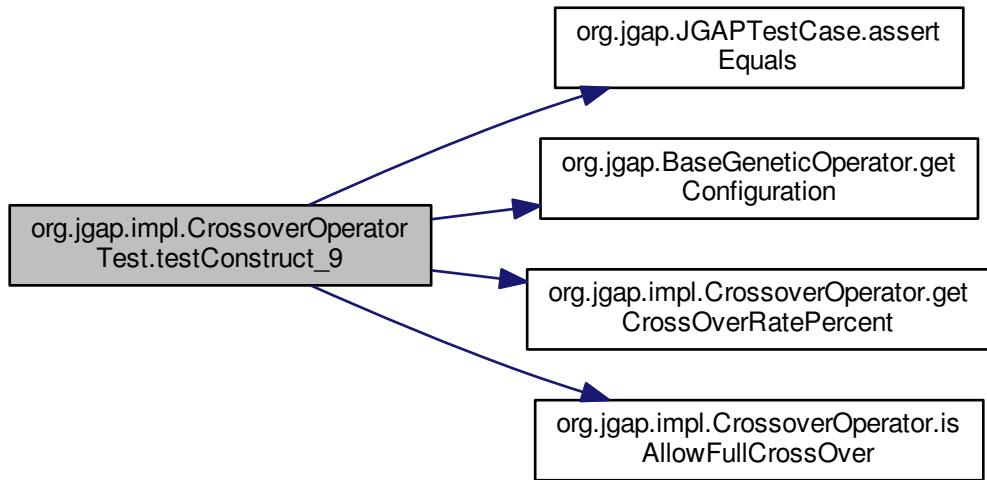 org.jgap.JGAPTestCase.assert
Equals
org.jgap.BaseGeneticOperator.get
Configuration
org.jgap.impl.CrossoverOperator
Test.testConstruct_9
org.jgap.impl.CrossoverOperator.get
CrossOverRatePercent
org.jgap.impl.CrossoverOperator.is
AllowFullCrossOver